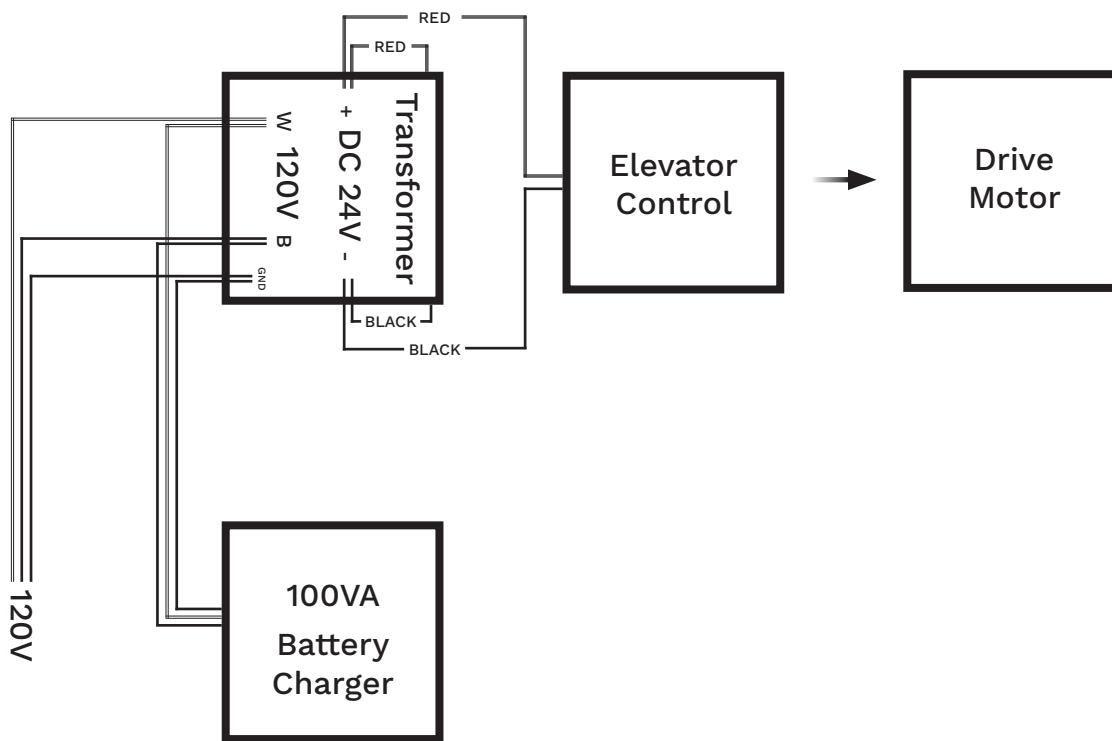 RED
RED
Transformer
+ DC 24V -
W 120V B
GND
BLACK
BLACK
Elevator
Control
Drive
Motor
120V
100VA
Battery
Charger